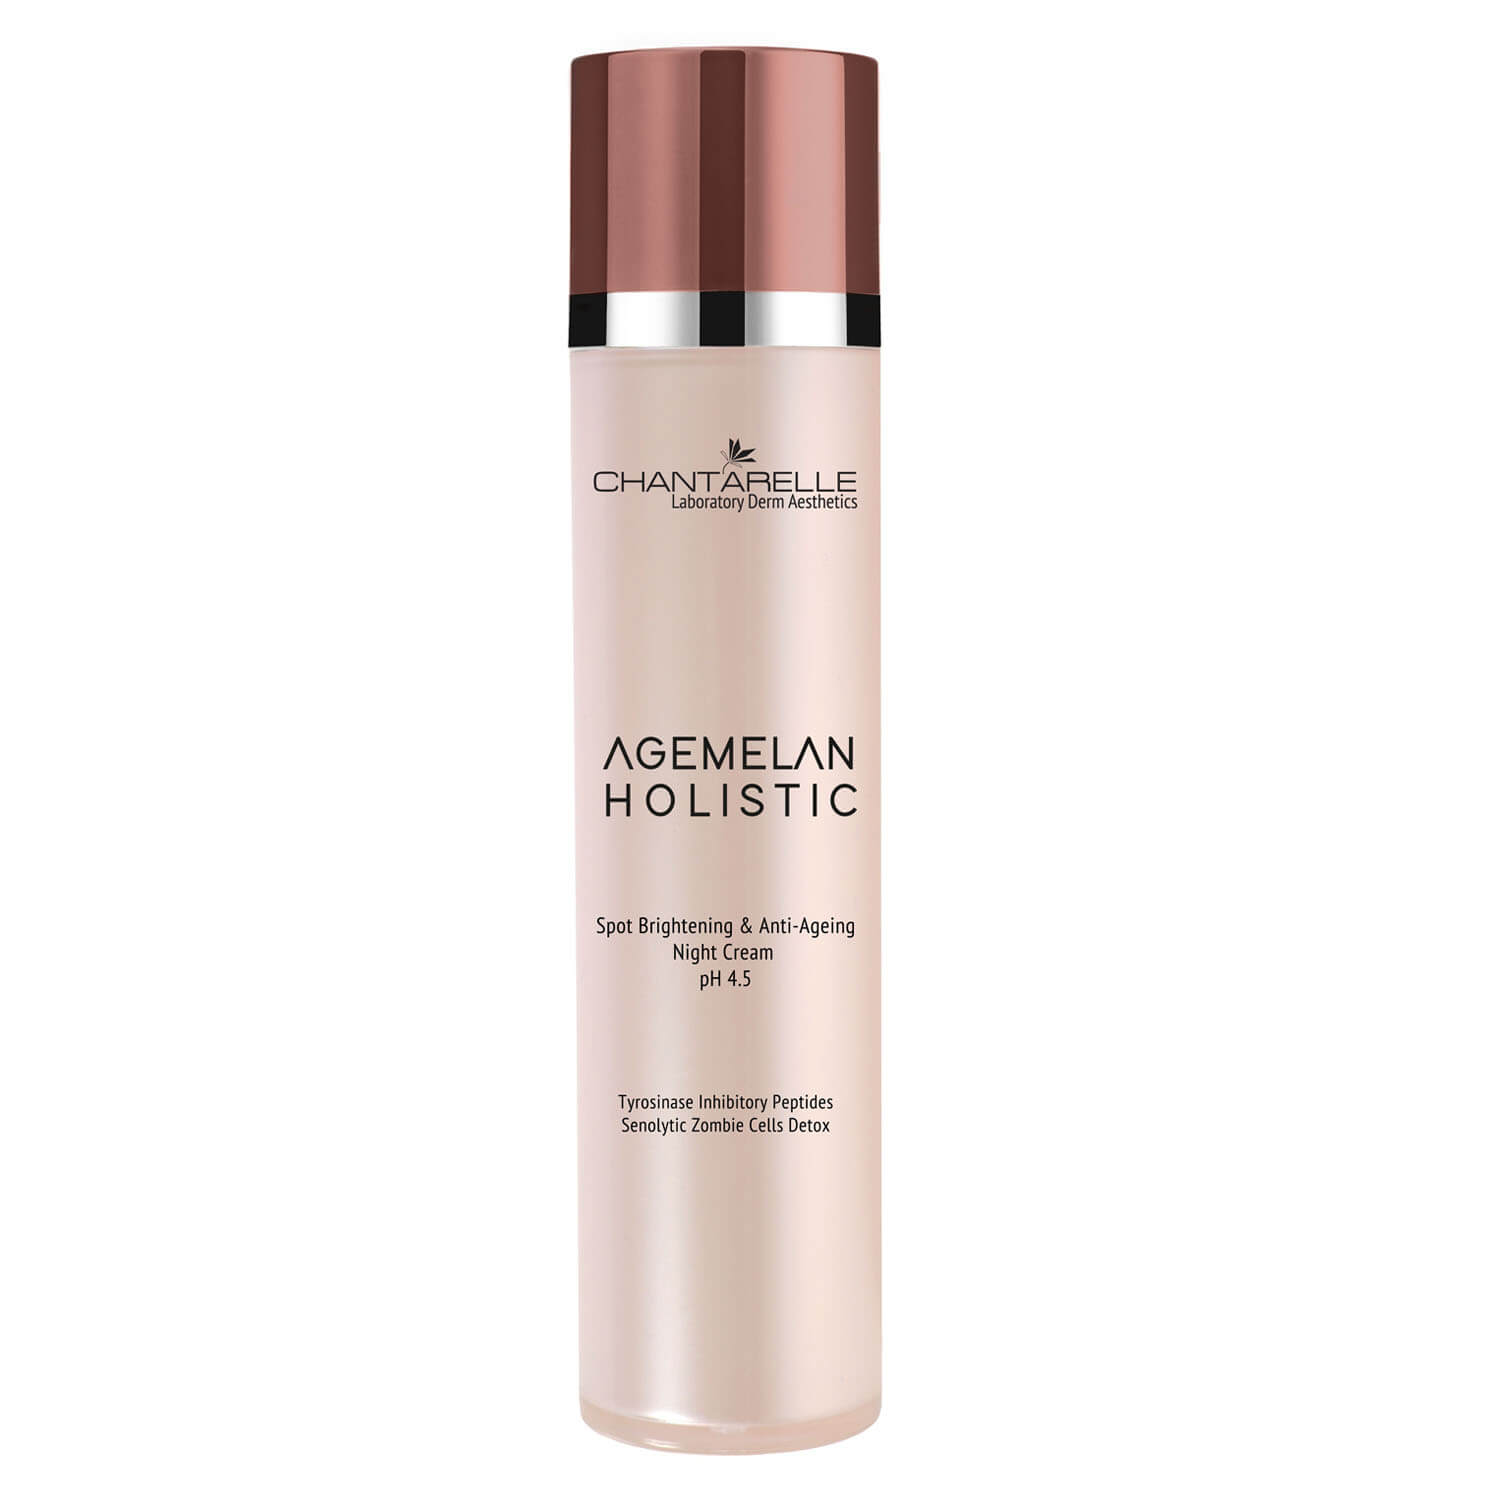 CHANTARELLE
Laboratory Derm Aesthetics
AGEMELAN
HOLISTIC
Spot Brightening & Anti-Ageing
Night Cream
pH 4.5
Tyrosinase Inhibitory Peptides
Senolytic Zombie Cells Detox